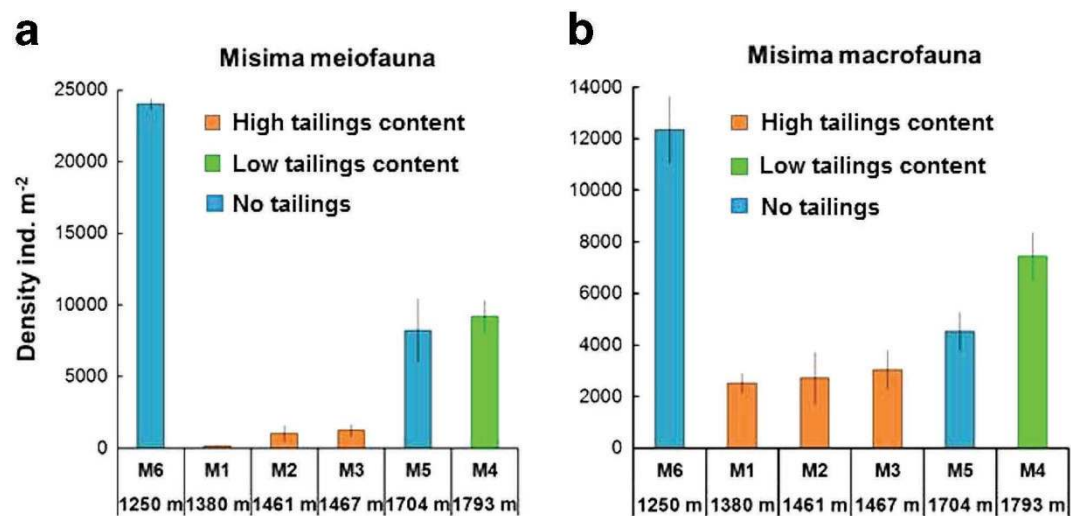 a
Misima meiofauna
25000
20000
15000
10000
5000
0
Density ind. m-2
High tailings content
Low tailings content
No tailings
M6 M1 M2 M3 M5 M4
1250 m 1380 m 1461 m 1467 m 1704 m 1793 m
b
Misima macrofauna
14000
12000
10000
8000
6000
4000
2000
0
High tailings content
Low tailings content
No tailings
M6 M1 M2 M3 M5 M4
1250 m 1380 m 1461 m 1467 m 1704 m 1793 m